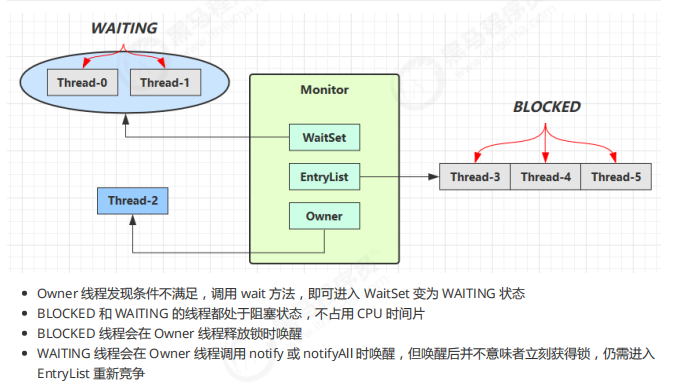 WAITING
Thread-0 Thread-1
Monitor
BLOCKED
WaitSet
EntryList
Thread-3 Thread-4 Thread-5
Thread-2
Owner
• Owner 线程发现条件不满足，调用 wait 方法，即可进入 WaitSet 变为 WAITING 状态
• BLOCKED 和 WAITING 的线程都处于阻塞状态，不占用 CPU 时间片
• BLOCKED 线程会在 Owner 线程释放锁时唤醒
• WAITING 线程会在 Owner 线程调用 notify 或 notifyAll 时唤醒，但唤醒后并不意味者立刻获得锁，仍需进入
EntryList 重新竞争